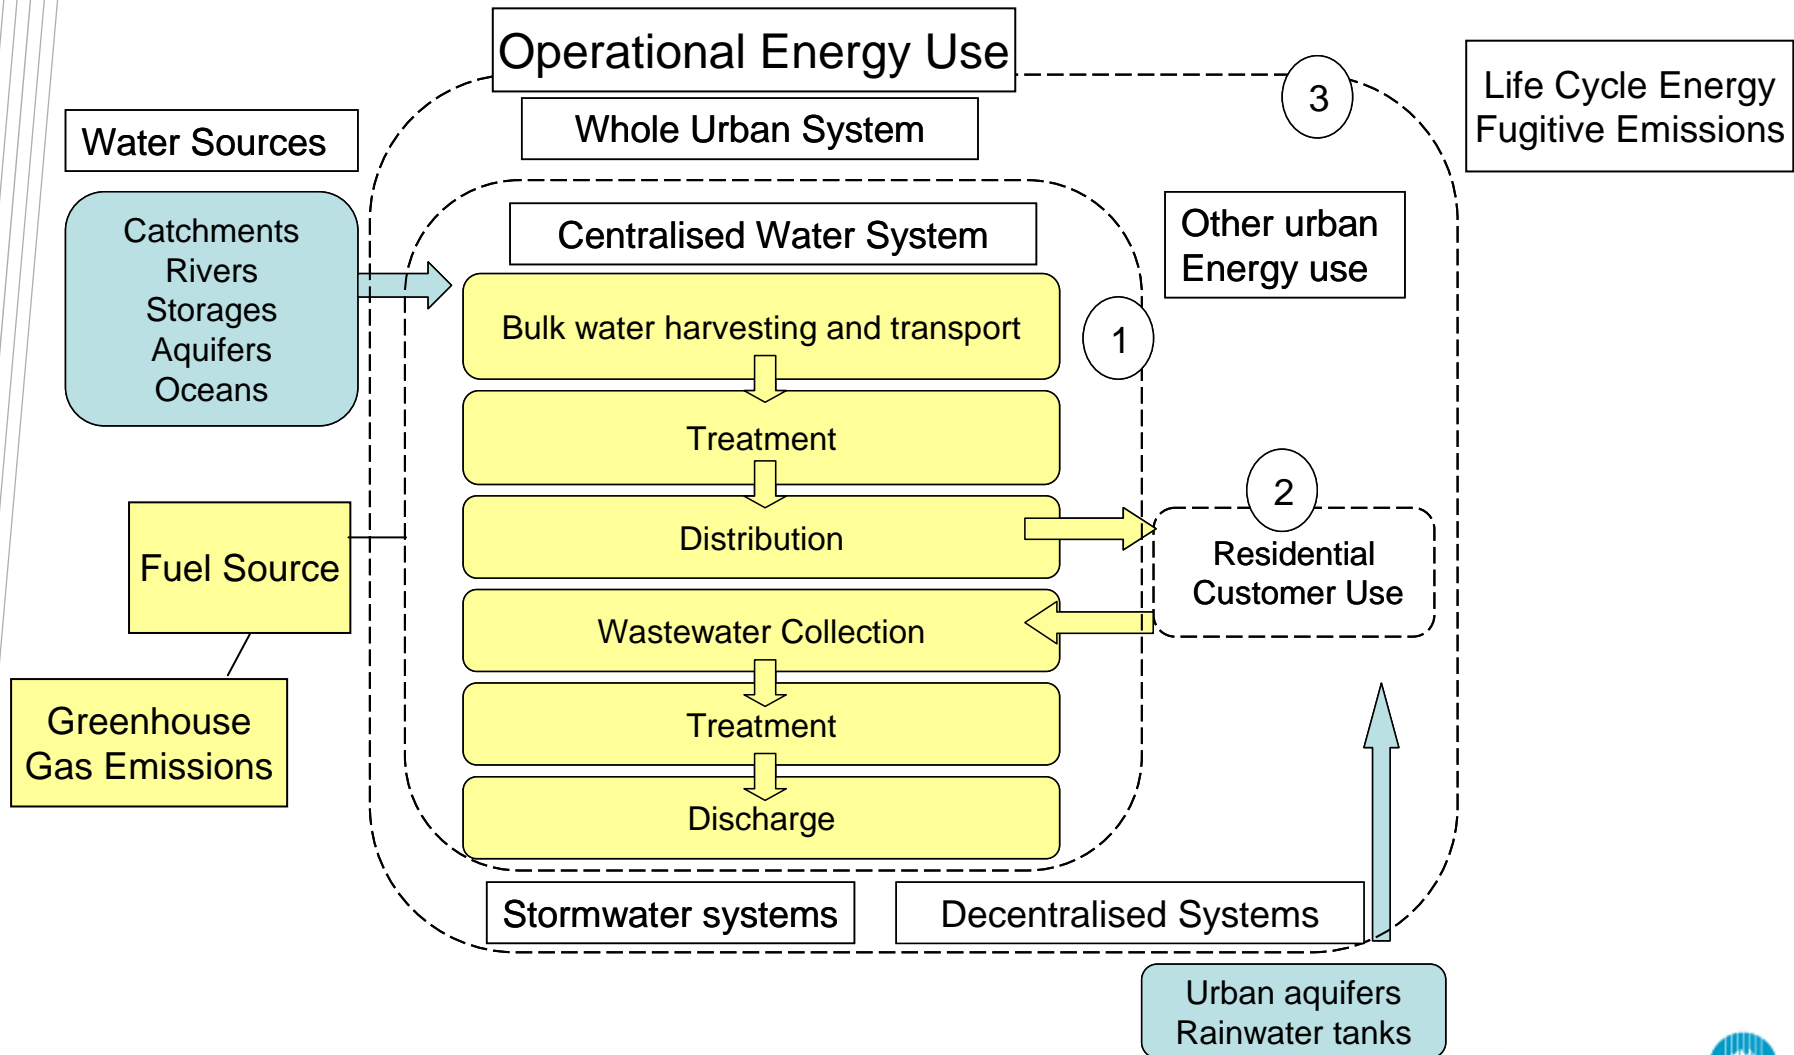 Operational Energy Use
3
Life Cycle Energy
Fugitive Emissions
Water Sources
Whole Urban System
Catchments
Rivers
Storages
Aquifers
Oceans
Centralised Water System
Other urban
Energy use
Bulk water harvesting and transport
1
Treatment
2
Distribution
Residential
Customer Use
Fuel Source
Wastewater Collection
Greenhouse
Gas Emissions
Treatment
Discharge
Stormwater systems
Decentralised Systems
Urban aquifers
Rainwater tanks